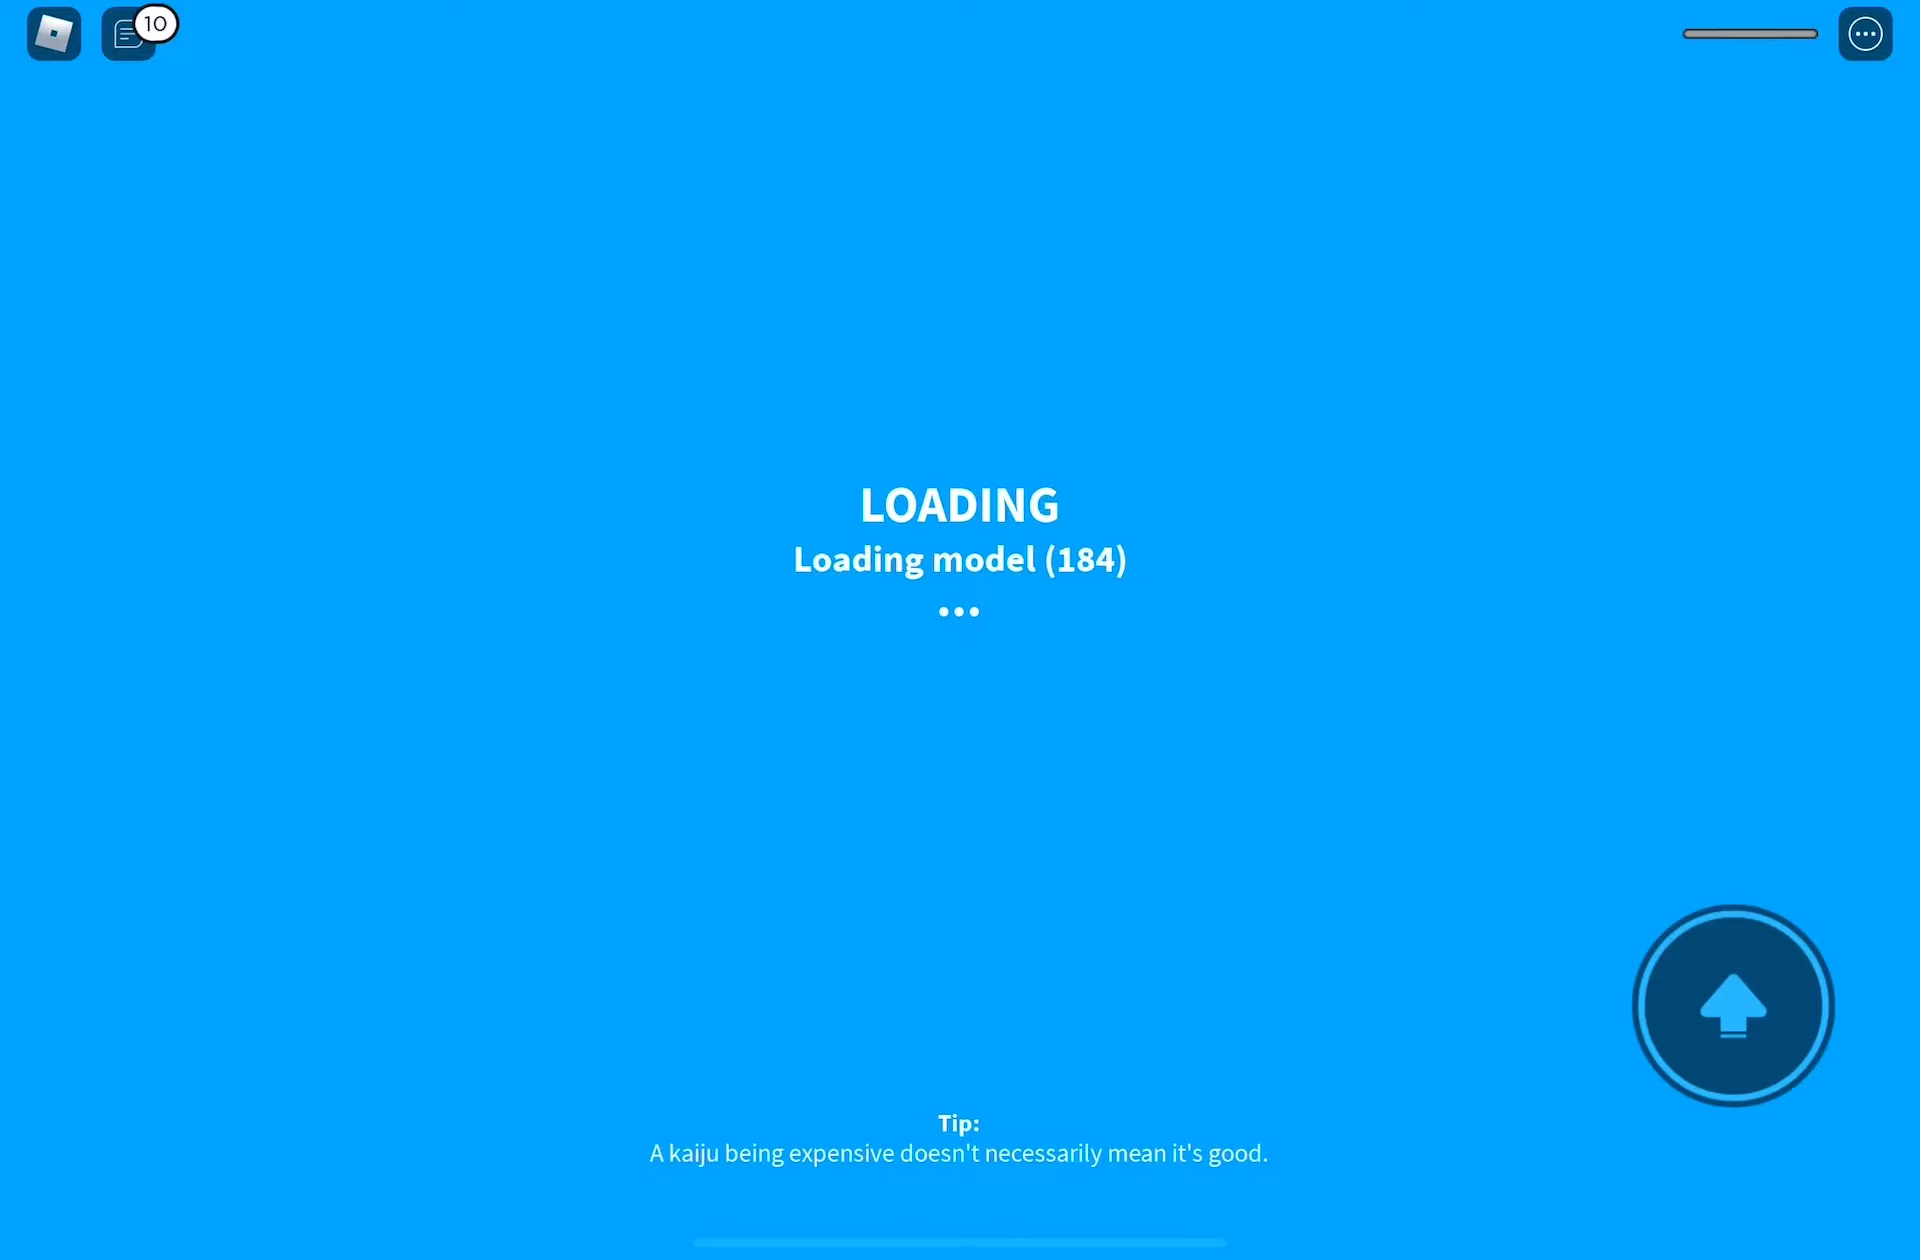 10
LOADING
Loading model (184)
...
Tip:
A kaiju being expensive doesn't necessarily mean it's good.